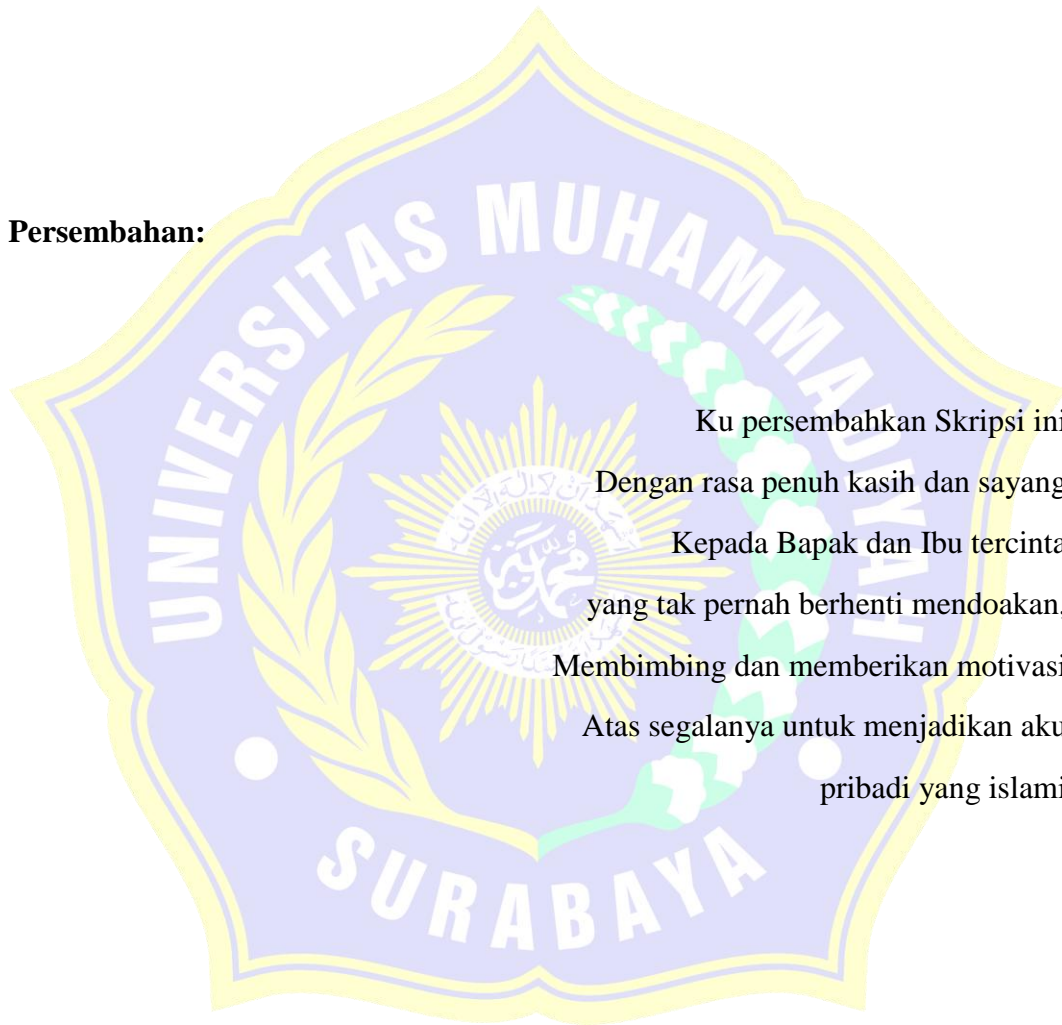 UNIVERSITAS MUHAMMADIYAH
Persembahan:
Ku persembahkan Skripsi ini
Dengan rasa penuh kasih dan sayang
Kepada Bapak dan Ibu tercinta
yang tak pernah berhenti mendoakan,
Membimbing dan memberikan motivasi
Atas segalanya untuk menjadikan aku
pribadi yang islami
SURABAYA